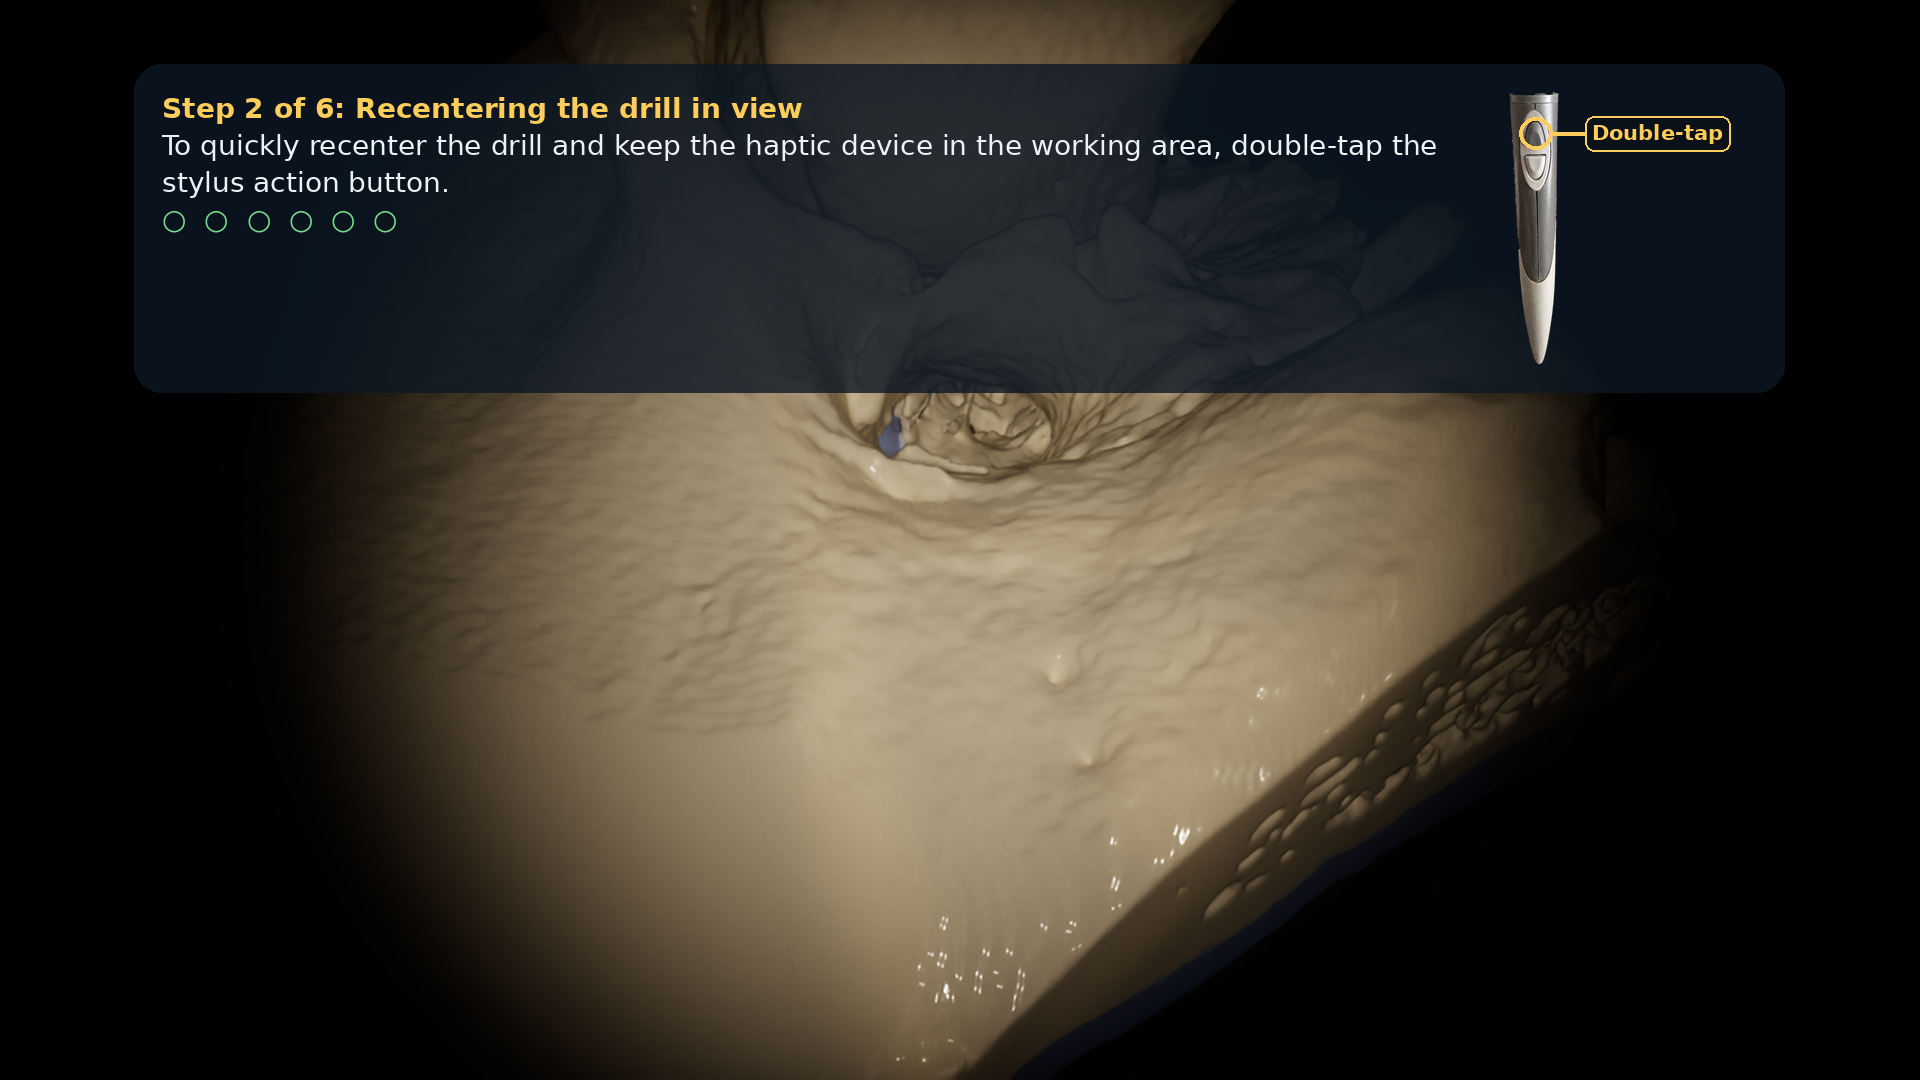 Step 2 of 6: Recentering the drill in view
To quickly recenter the drill and keep the haptic device in the working area, double-tap the
stylus action button.
Double-tap